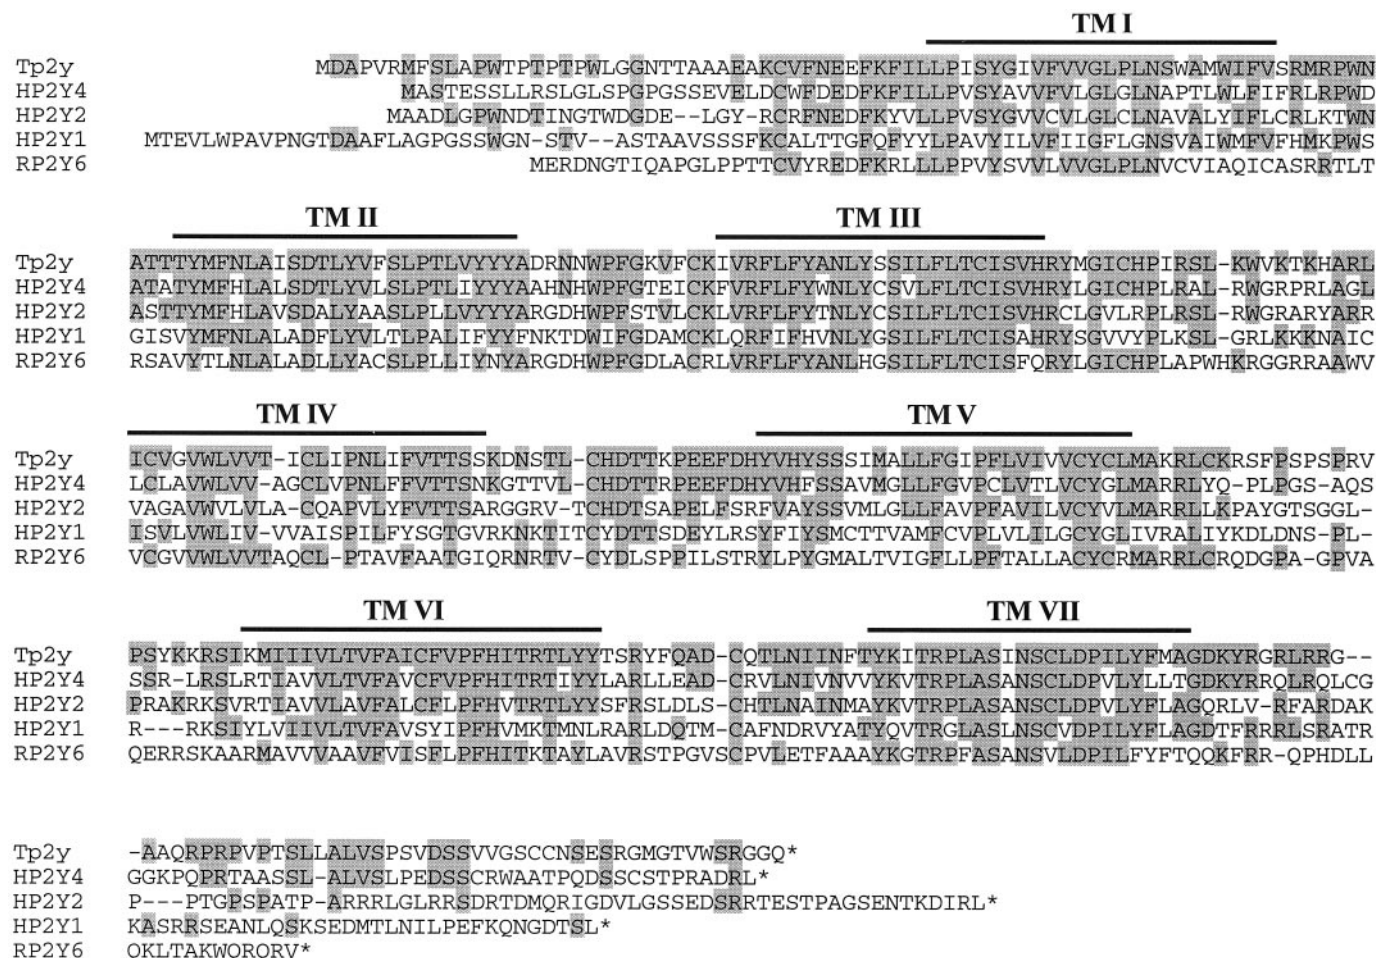 TM I
Tp2y MDAPVRMFSLAPWTPTPTPWLGGNTTAAAEAKCVFNEEFKFILLPISYGIVFVVGLPLNSWAMWIFVSRMRPWN
HP2Y4 MASTESSLLRSLGLSPGPGSSEVELDCWFDEDFKFILLPVSYAVVFVLGLGLNAPTLWLFIFRLRPWD
HP2Y2 MAADLGPWNDTINGTWDGDE--LGY-RCRFNEDFKYVLLPVSYGVVCVLGLCLNAVALYIFLCRLKTWN
HP2Y1 MTEVLWPAVPNGTDAAFLAGPGSSWGN-STV--ASTAAVSSSFKCALTTGFQFYYLPAVYILVFIIGFLGNSVAIWMFVFHMKPWS
RP2Y6 MERDNGTIQAPGLPPTTCVYREDFKRLLLPPVYSVVLVVGLPLNVCVIAQICASRRTLT
TM II TM III
Tp2y ATTTYMFNLAISDTLYVFSLPTLVYYYADRNNWPFGKVFCKIVRFLFYANLYSSILFLTCISVHRYMGICHPIRSL-KWVKTKHARL
HP2Y4 ATATYMFHLALSDTLYVLSLPTLIYYYAAHNHWPFGTEICKFVRFLFYWNLYCSVLFLTCISVHRYLGICHPLRAL-RWGRPRLAGL
HP2Y2 ASTTYMFHLAVSDALYAASLPLLVYYYARGDHWPFSTVLCKLVRFLFYTNLYCSILFLTCISVHRCLGVLRPLRSL-RWGRARYARR
HP2Y1 GISVYMFNLALADFLYVLTLPALIFYYFNKTDWIFGDAMCKLQRFIFHVNLYGSILFLTCISAHRYSGVVYPLKSL-GRLKKKNAIC
RP2Y6 RSAVYTLNLALADLLYACSLPLLIYNYARGDHWPFGDLACRLVRFLFYANLHGSILFLTCISFQRYLGICHPLAPWHKRGGRRAAWV
TM IV TM V
Tp2y ICVGVWLVVT-ICLIPNLIFVTTSSKDNSTL-CHDTTKPEEFDHYVHYSSSIMALLFGIPFLVIVVCYCLMAKRLCKRSFPSPSPRV
HP2Y4 LCLAVWLVV-AGCLVPNLFFVTTSNKGTTVL-CHDTTRPEEFDHYVHFSSAVMGLLFGVPCLVTLVCYGLMARRLYQ-PLPGS-AQS
HP2Y2 VAGAVWVLVLA-CQAPVLYFVTTSARGGRV-TCHDTSAPELFSRFVAYSSVMLGLLFAVPFAVILVCYVLMARRLLKPAYGTSGGL-
HP2Y1 ISVLVWLIV-VVAISPILFYSGTGVRKNKTITCYDTTSDEYLRSYFIYSMCTTVAMFCVPLVLILGCYGLIVRALIYKDLDNS-PL-
RP2Y6 VCGVVWLVVTAQCL-PTAVFAATGIQRNRTV-CYDLSPPILSTRYLPYGMALTVIGFLLPFTALLACYCRMARRLCRQDGPA-GPVA
TM VI TM VII
Tp2y PSYKKRSIKMIIIVLTVFAICFVPFHITRTLYYTSRYFQAD-CQTLNIINFTYKITRPLASINSCLDPILYFMAGDKYRGRLRRG--
HP2Y4 SSR-LRSLRTIAVVLTVFAVCFVPFHITRTIYYLARLLEAD-CRVLNIVNVVYKVTRPLASANSCLDPVLYLLTGDKYRRQLRQLCG
HP2Y2 PRAKRKSVRTIAVVLAVFALCFLPFHVTRTLYYSFRSLDLS-CHTLNAINMAYKVTRPLASANSCLDPVLYFLAGQRLV-RFARDAK
HP2Y1 R---RKSIYLVIIVLTVFAVSYIPFHVMKTMNLRARLDQTM-CAFNDRVYATYQVTRGLASLNSCVDPILYFLAGDTFRRRLSRATR
RP2Y6 QERRSKAARMAVVVAAVFVISFLPFHITKTAYLAVRSTPGVSCPVLETFAAAYKGTRPFASANSVLDPILFYFTQQKFRR-QPHDLL
Tp2y -AAQRPRPVPTSLLALVSPSVDSSVVGSCCNSESRGMGTVWSRGGQ*
HP2Y4 GGKPQPRTAASSL-ALVSLPEDSSCRWAATPQDSSCSTPRADRL*
HP2Y2 P---PTGPSPATP-ARRRLGLRRSDRTDMQRIGDVLGSSEDSRRTESTPAGSENTKDIRL*
HP2Y1 KASRRSEANLQSKSEDMTLNILPEFKQNGDTSL*
RP2Y6 OKLTAKWORORV*